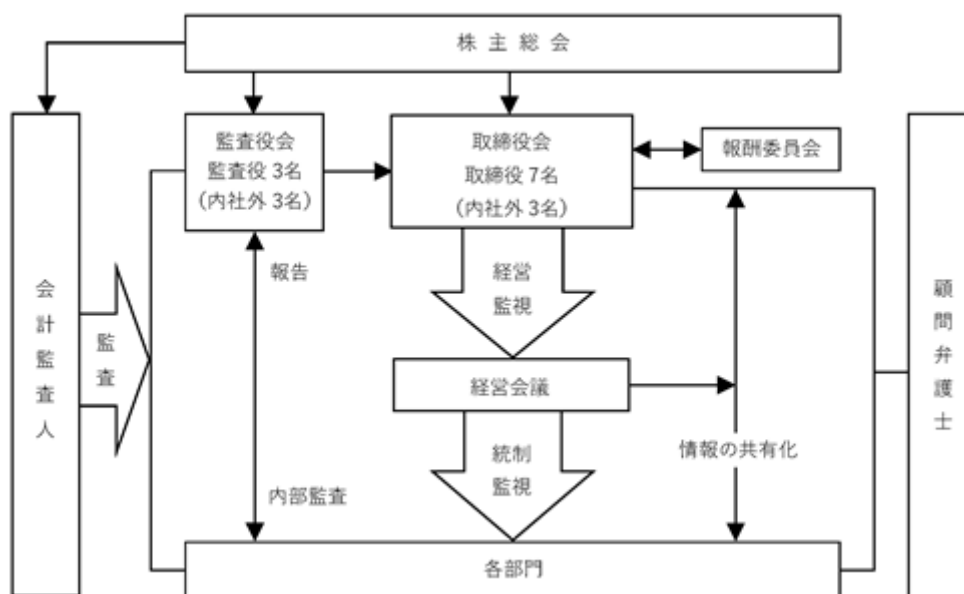 株主総会
監査役会
監査役3名
(内社外3名)
取締役会
取締役7名
(内社外3名)
報酬委員会
報告
経営
監視
会計監査人
監査
顧問弁護士
経営会議
統制
監視
情報の共有化
内部監査
各部門